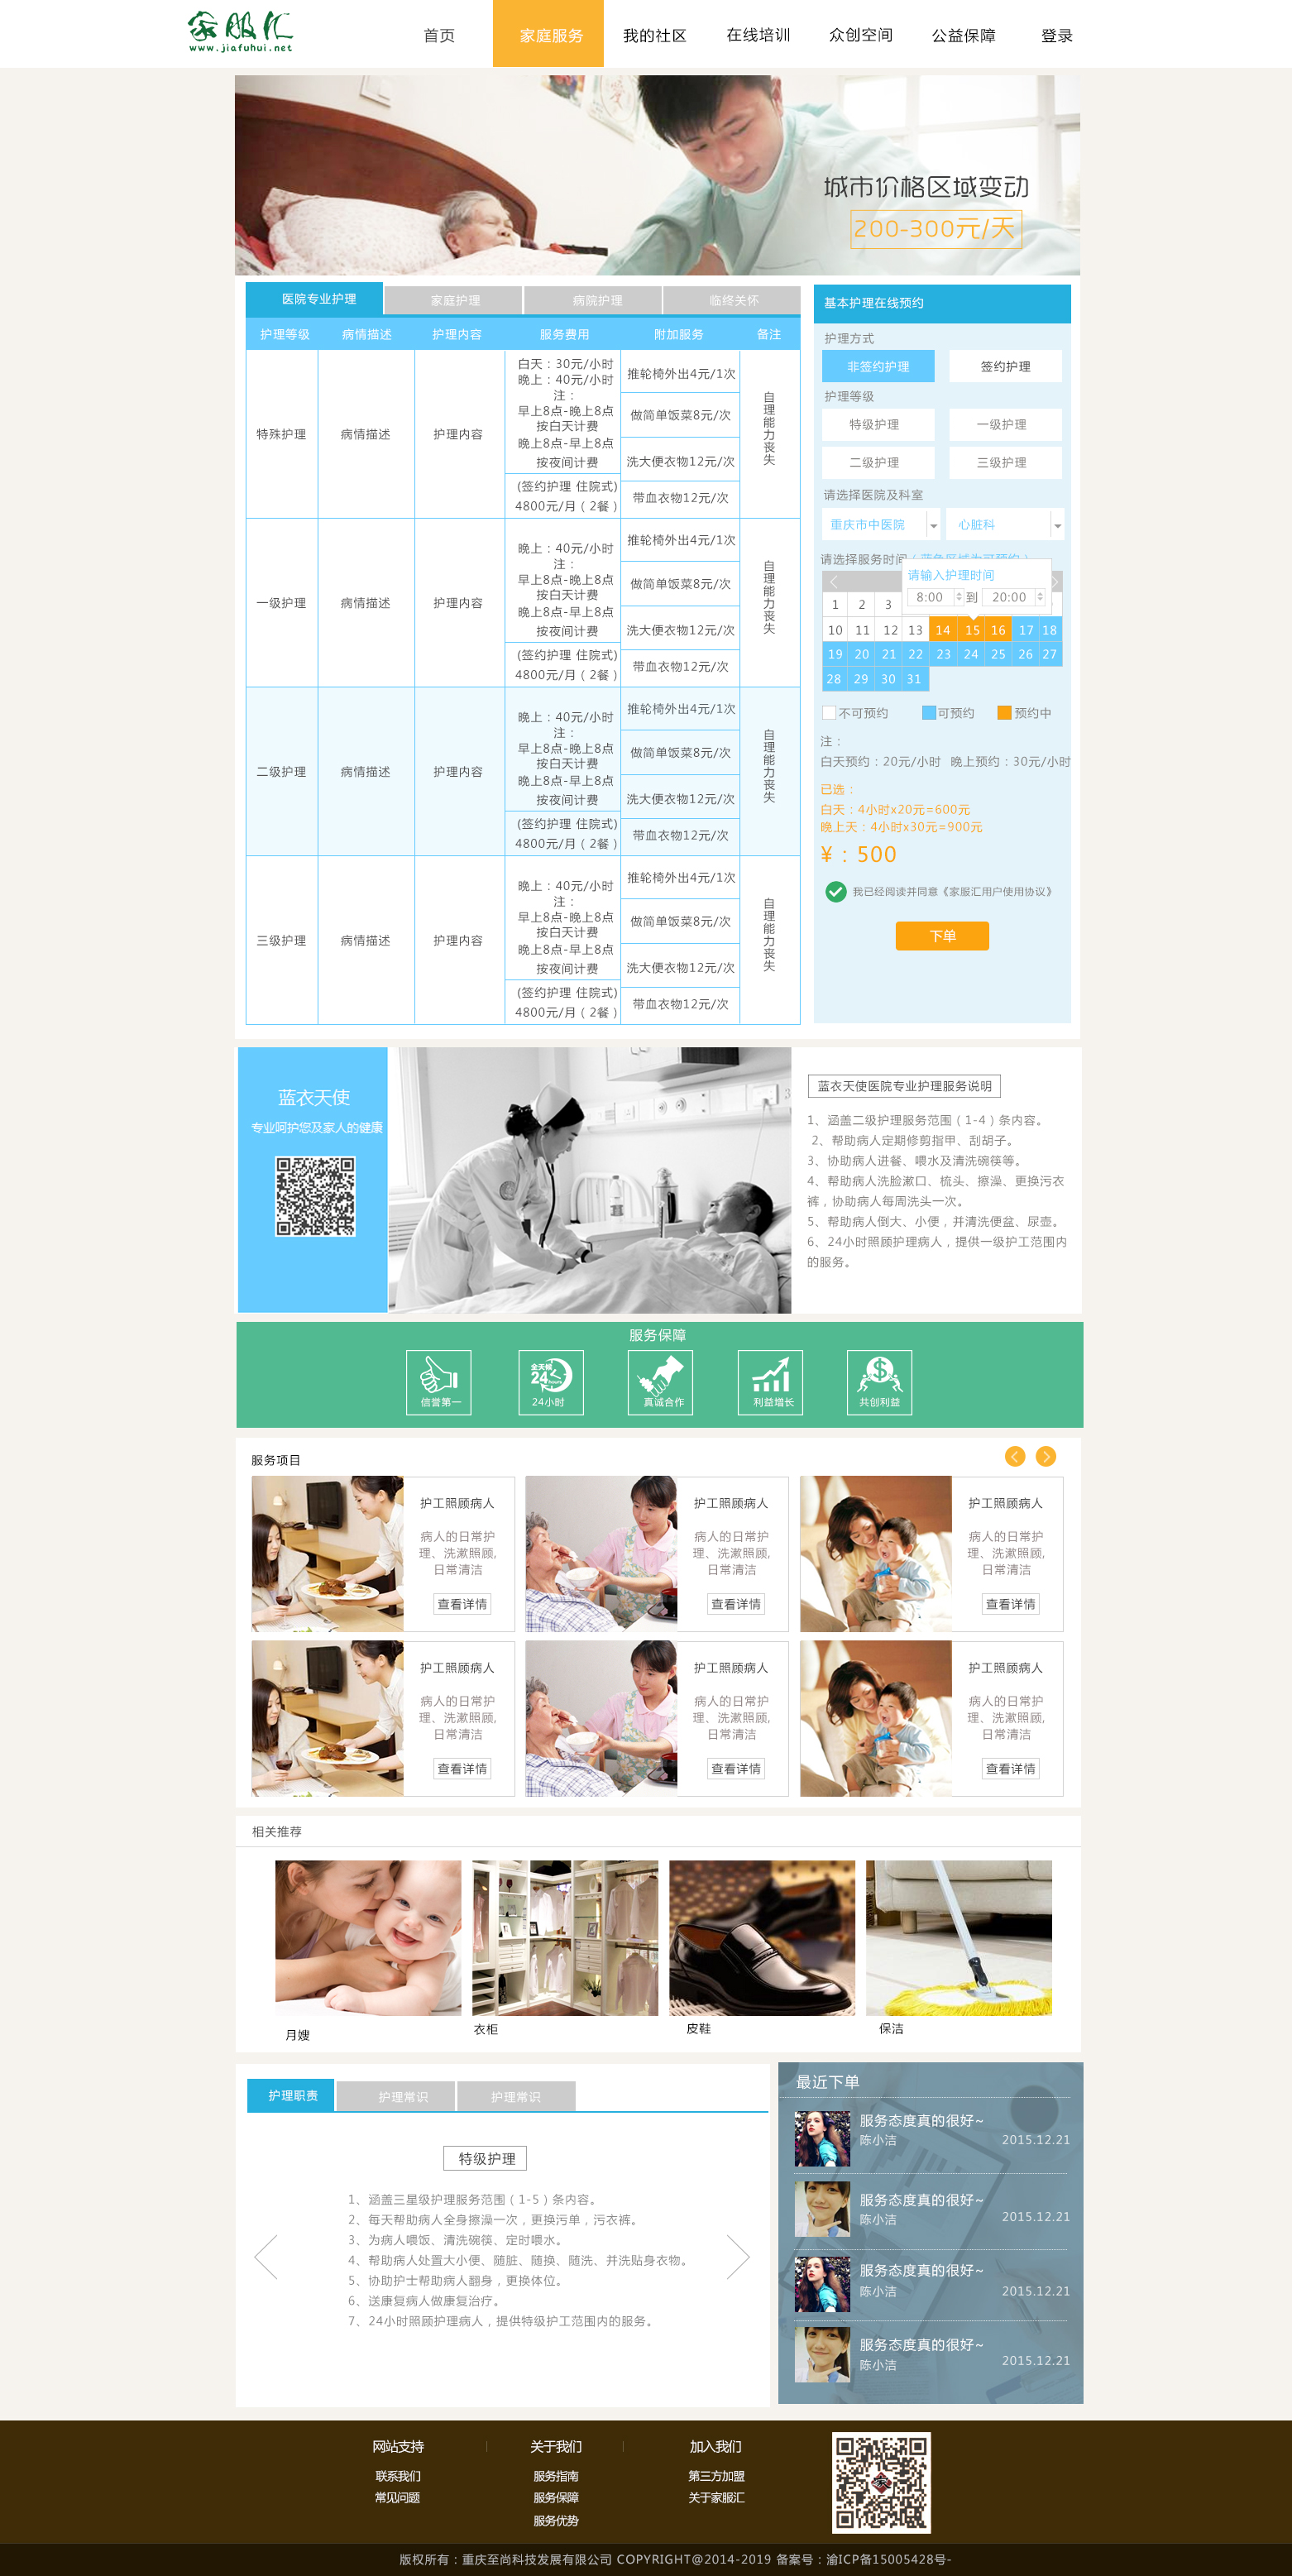 家服汇
www.jiafuhui.net
首页 家庭服务 我的社区 在线培训 众创空间 公益保障 登录
城市价格区域变动
200-300元/天
医院专业护理 家庭护理 病院护理 临终关怀
护理等级 病情描述 护理内容 服务费用 附加服务 备注
特殊护理 病情描述 护理内容
白天：30元/小时
晚上：40元/小时
注：
早上8点-晚上8点
按白天计费
晚上8点-早上8点
按夜间计费
(签约护理 住院式)
4800元/月（2餐）
推轮椅外出4元/1次
做简单饭菜8元/次
洗大便衣物12元/次
带血衣物12元/次
自理能力丧失
一级护理 病情描述 护理内容
晚上：40元/小时
注：
早上8点-晚上8点
按白天计费
晚上8点-早上8点
按夜间计费
(签约护理 住院式)
4800元/月（2餐）
推轮椅外出4元/1次
做简单饭菜8元/次
洗大便衣物12元/次
带血衣物12元/次
自理能力丧失
二级护理 病情描述 护理内容
晚上：40元/小时
注：
早上8点-晚上8点
按白天计费
晚上8点-早上8点
按夜间计费
(签约护理 住院式)
4800元/月（2餐）
推轮椅外出4元/1次
做简单饭菜8元/次
洗大便衣物12元/次
带血衣物12元/次
自理能力丧失
三级护理 病情描述 护理内容
晚上：40元/小时
注：
早上8点-晚上8点
按白天计费
晚上8点-早上8点
按夜间计费
(签约护理 住院式)
4800元/月（2餐）
推轮椅外出4元/1次
做简单饭菜8元/次
洗大便衣物12元/次
带血衣物12元/次
自理能力丧失
基本护理在线预约
护理方式
非签约护理 签约护理
护理等级
特级护理 一级护理
二级护理 三级护理
请选择医院及科室
重庆市中医院 心脏科
请选择服务时间（蓝色区域为可预约）
请输入护理时间
8:00 到 20:00
1 2 3
10 11 12 13 14 15 16 17 18
19 20 21 22 23 24 25 26 27
28 29 30 31
不可预约 可预约 预约中
注：
白天预约：20元/小时 晚上预约：30元/小时
已选：
白天：4小时x20元=600元
晚上天：4小时x30元=900元
¥：500
我已经阅读并同意《家服汇用户使用协议》
下单
蓝衣天使
专业呵护您及家人的健康
蓝衣天使医院专业护理服务说明
1、涵盖二级护理服务范围（1-4）条内容。
2、帮助病人定期修剪指甲、刮胡子。
3、协助病人进餐、喂水及清洗碗筷等。
4、帮助病人洗脸漱口、梳头、擦澡、更换污衣
裤，协助病人每周洗头一次。
5、帮助病人倒大、小便，并清洗便盆、尿壶。
6、24小时照顾护理病人，提供一级护工范围内
的服务。
服务保障
全天候
24 hours
信誉第一 24小时 真诚合作 利益增长 共创利益
服务项目
护工照顾病人 护工照顾病人 护工照顾病人
病人的日常护 病人的日常护 病人的日常护
理、洗漱照顾, 理、洗漱照顾, 理、洗漱照顾,
日常清洁 日常清洁 日常清洁
查看详情 查看详情 查看详情
护工照顾病人 护工照顾病人 护工照顾病人
病人的日常护 病人的日常护 病人的日常护
理、洗漱照顾, 理、洗漱照顾, 理、洗漱照顾,
日常清洁 日常清洁 日常清洁
查看详情 查看详情 查看详情
相关推荐
月嫂 衣柜 皮鞋 保洁
护理职责 护理常识 护理常识
特级护理
1、涵盖三星级护理服务范围（1-5）条内容。
2、每天帮助病人全身擦澡一次，更换污单，污衣裤。
3、为病人喂饭、清洗碗筷、定时喂水。
4、帮助病人处置大小便、随脏、随换、随洗、并洗贴身衣物。
5、协助护士帮助病人翻身，更换体位。
6、送康复病人做康复治疗。
7、24小时照顾护理病人，提供特级护工范围内的服务。
最近下单
服务态度真的很好~
陈小洁 2015.12.21
服务态度真的很好~
陈小洁 2015.12.21
服务态度真的很好~
陈小洁 2015.12.21
服务态度真的很好~
陈小洁 2015.12.21
网站支持 关于我们 加入我们
联系我们 服务指南 第三方加盟
常见问题 服务保障 关于家服汇
服务优势
家
版权所有：重庆至尚科技发展有限公司 COPYRIGHT@2014-2019 备案号：渝ICP备15005428号-